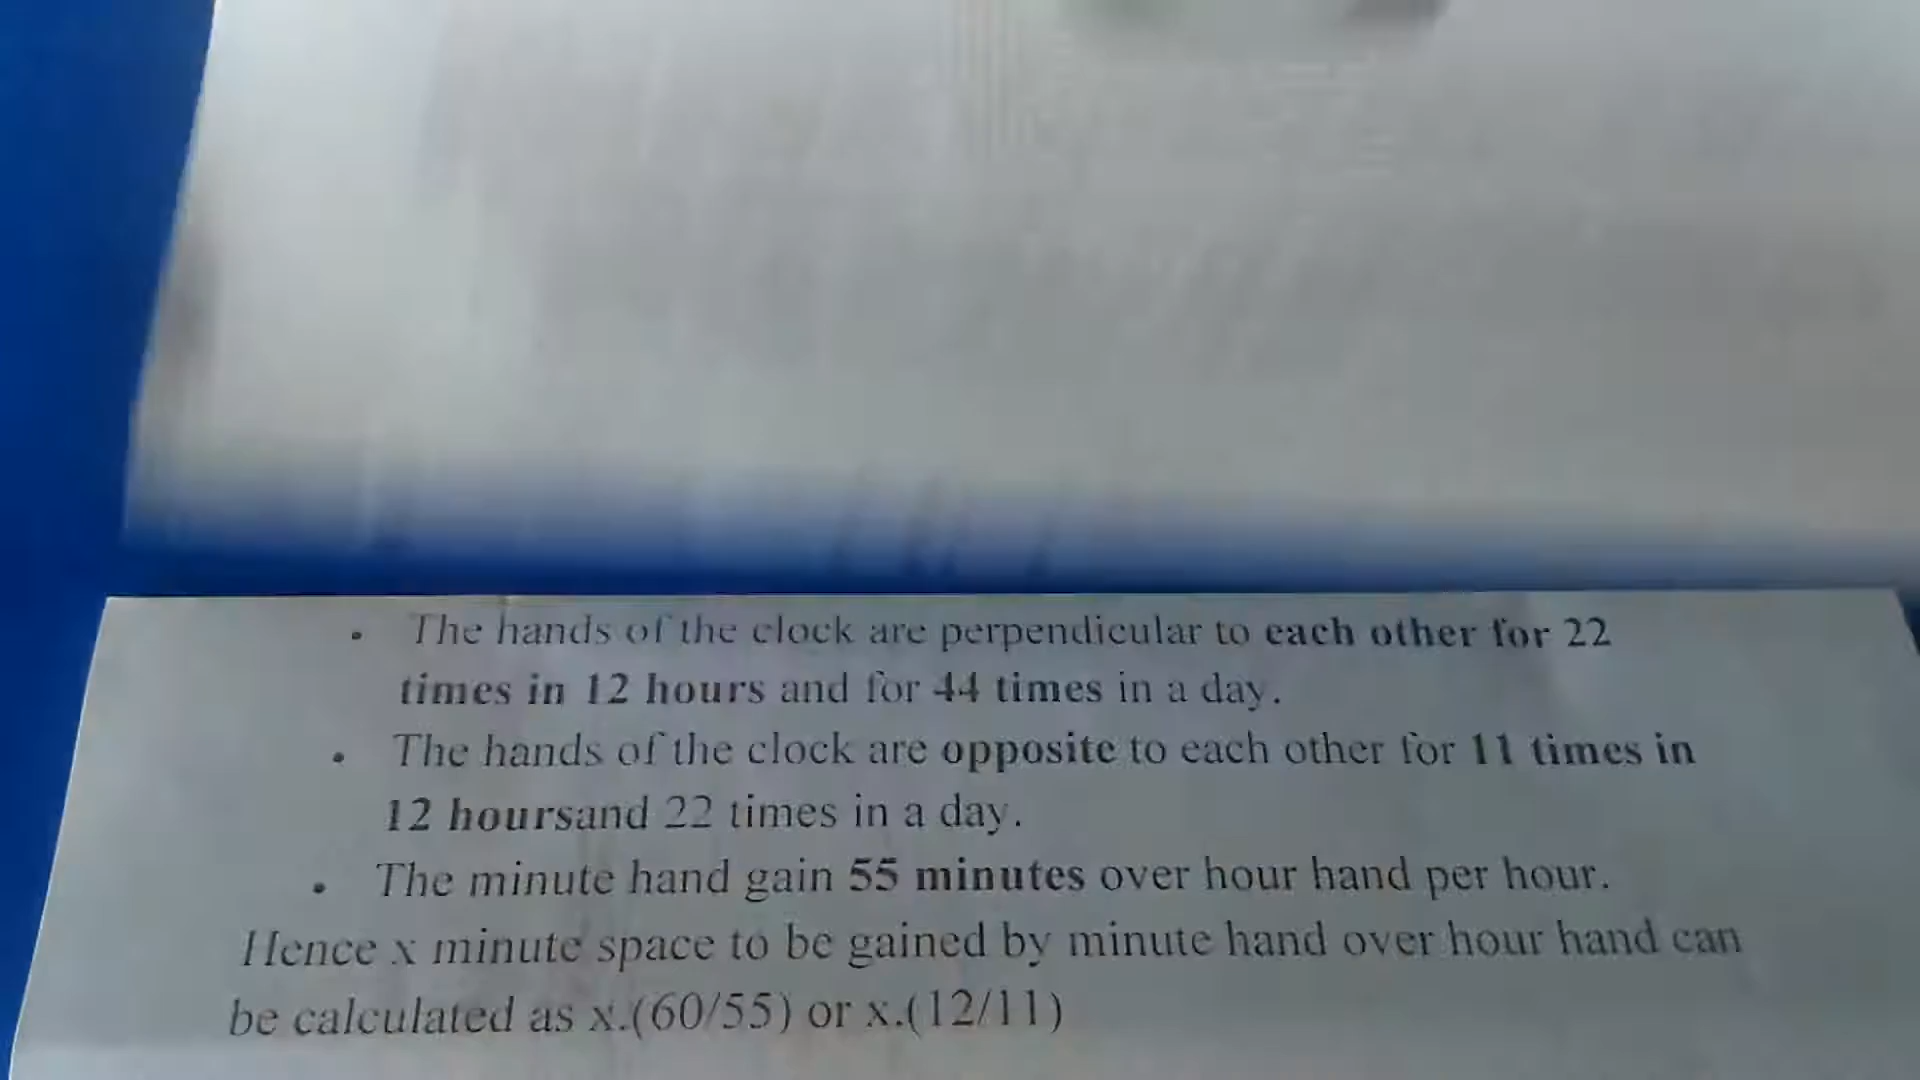 • The hands of the clock are perpendicular to each other for 22
times in 12 hours and for 44 times in a day.
• The hands of the clock are opposite to each other for 11 times in
12 hoursand 22 times in a day.
• The minute hand gain 55 minutes over hour hand per hour.
Hence x minute space to be gained by minute hand over hour hand can
be calculated as x.(60/55) or x.(12/11)